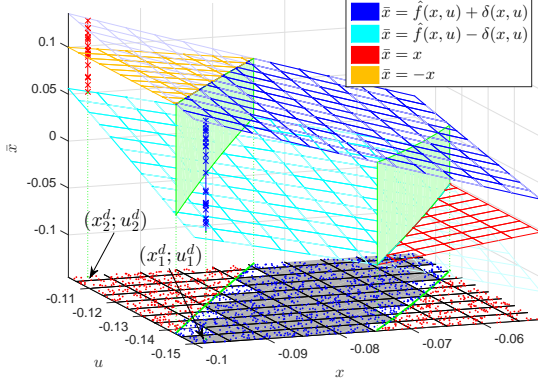 x̄ = f̂(x, u) + δ(x, u)
x̄ = f̂(x, u) − δ(x, u)
x̄ = x
x̄ = −x
0.1
0.05
0
-0.05
-0.1
x̄
(x₂ᵈ; u₂ᵈ)
(x₁ᵈ; u₁ᵈ)
-0.11
-0.12
-0.13
-0.14
-0.15
u
-0.1
-0.09
-0.08
-0.07
-0.06
x